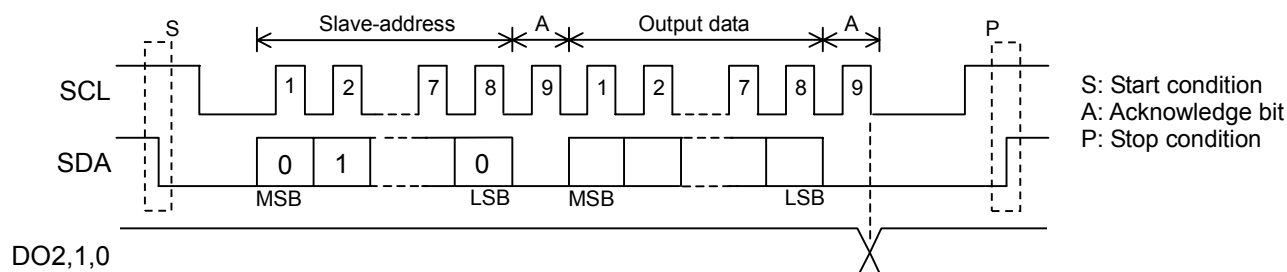 S Slave-address A Output data A P
SCL 1 2 7 8 9 1 2 7 8 9
S: Start condition
A: Acknowledge bit
P: Stop condition
SDA 0 1 0
MSB LSB MSB LSB
DO2,1,0